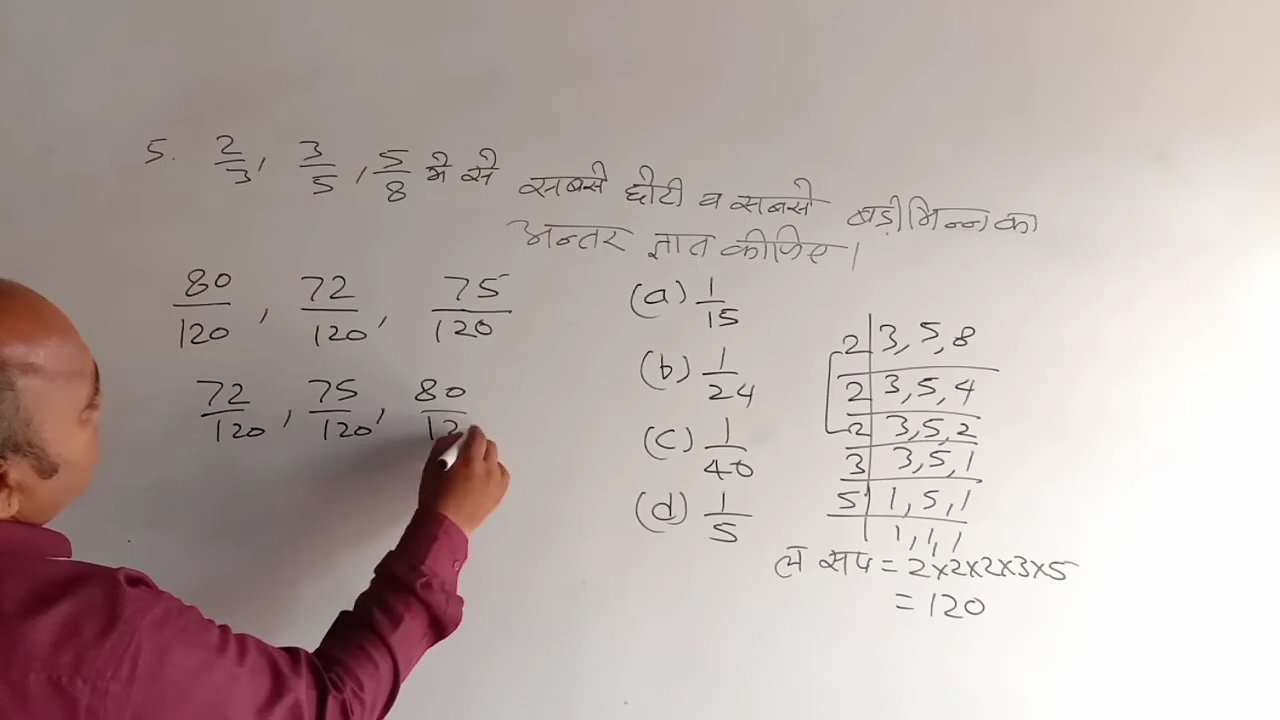 5. 2/3, 3/5, 5/8 मे से सबसे छोटी व सबसे बड़ी भिन्न का
अन्तर ज्ञात कीजिए।
80/120, 72/120, 75/120
72/120, 75/120, 80/12
(a) 1/15
(b) 1/24
(c) 1/40
(d) 1/5
2 | 3, 5, 8
2 | 3, 5, 4
2 | 3, 5, 2
3 | 3, 5, 1
5 | 1, 5, 1
1, 1, 1
ल स प = 2×2×2×3×5
= 120